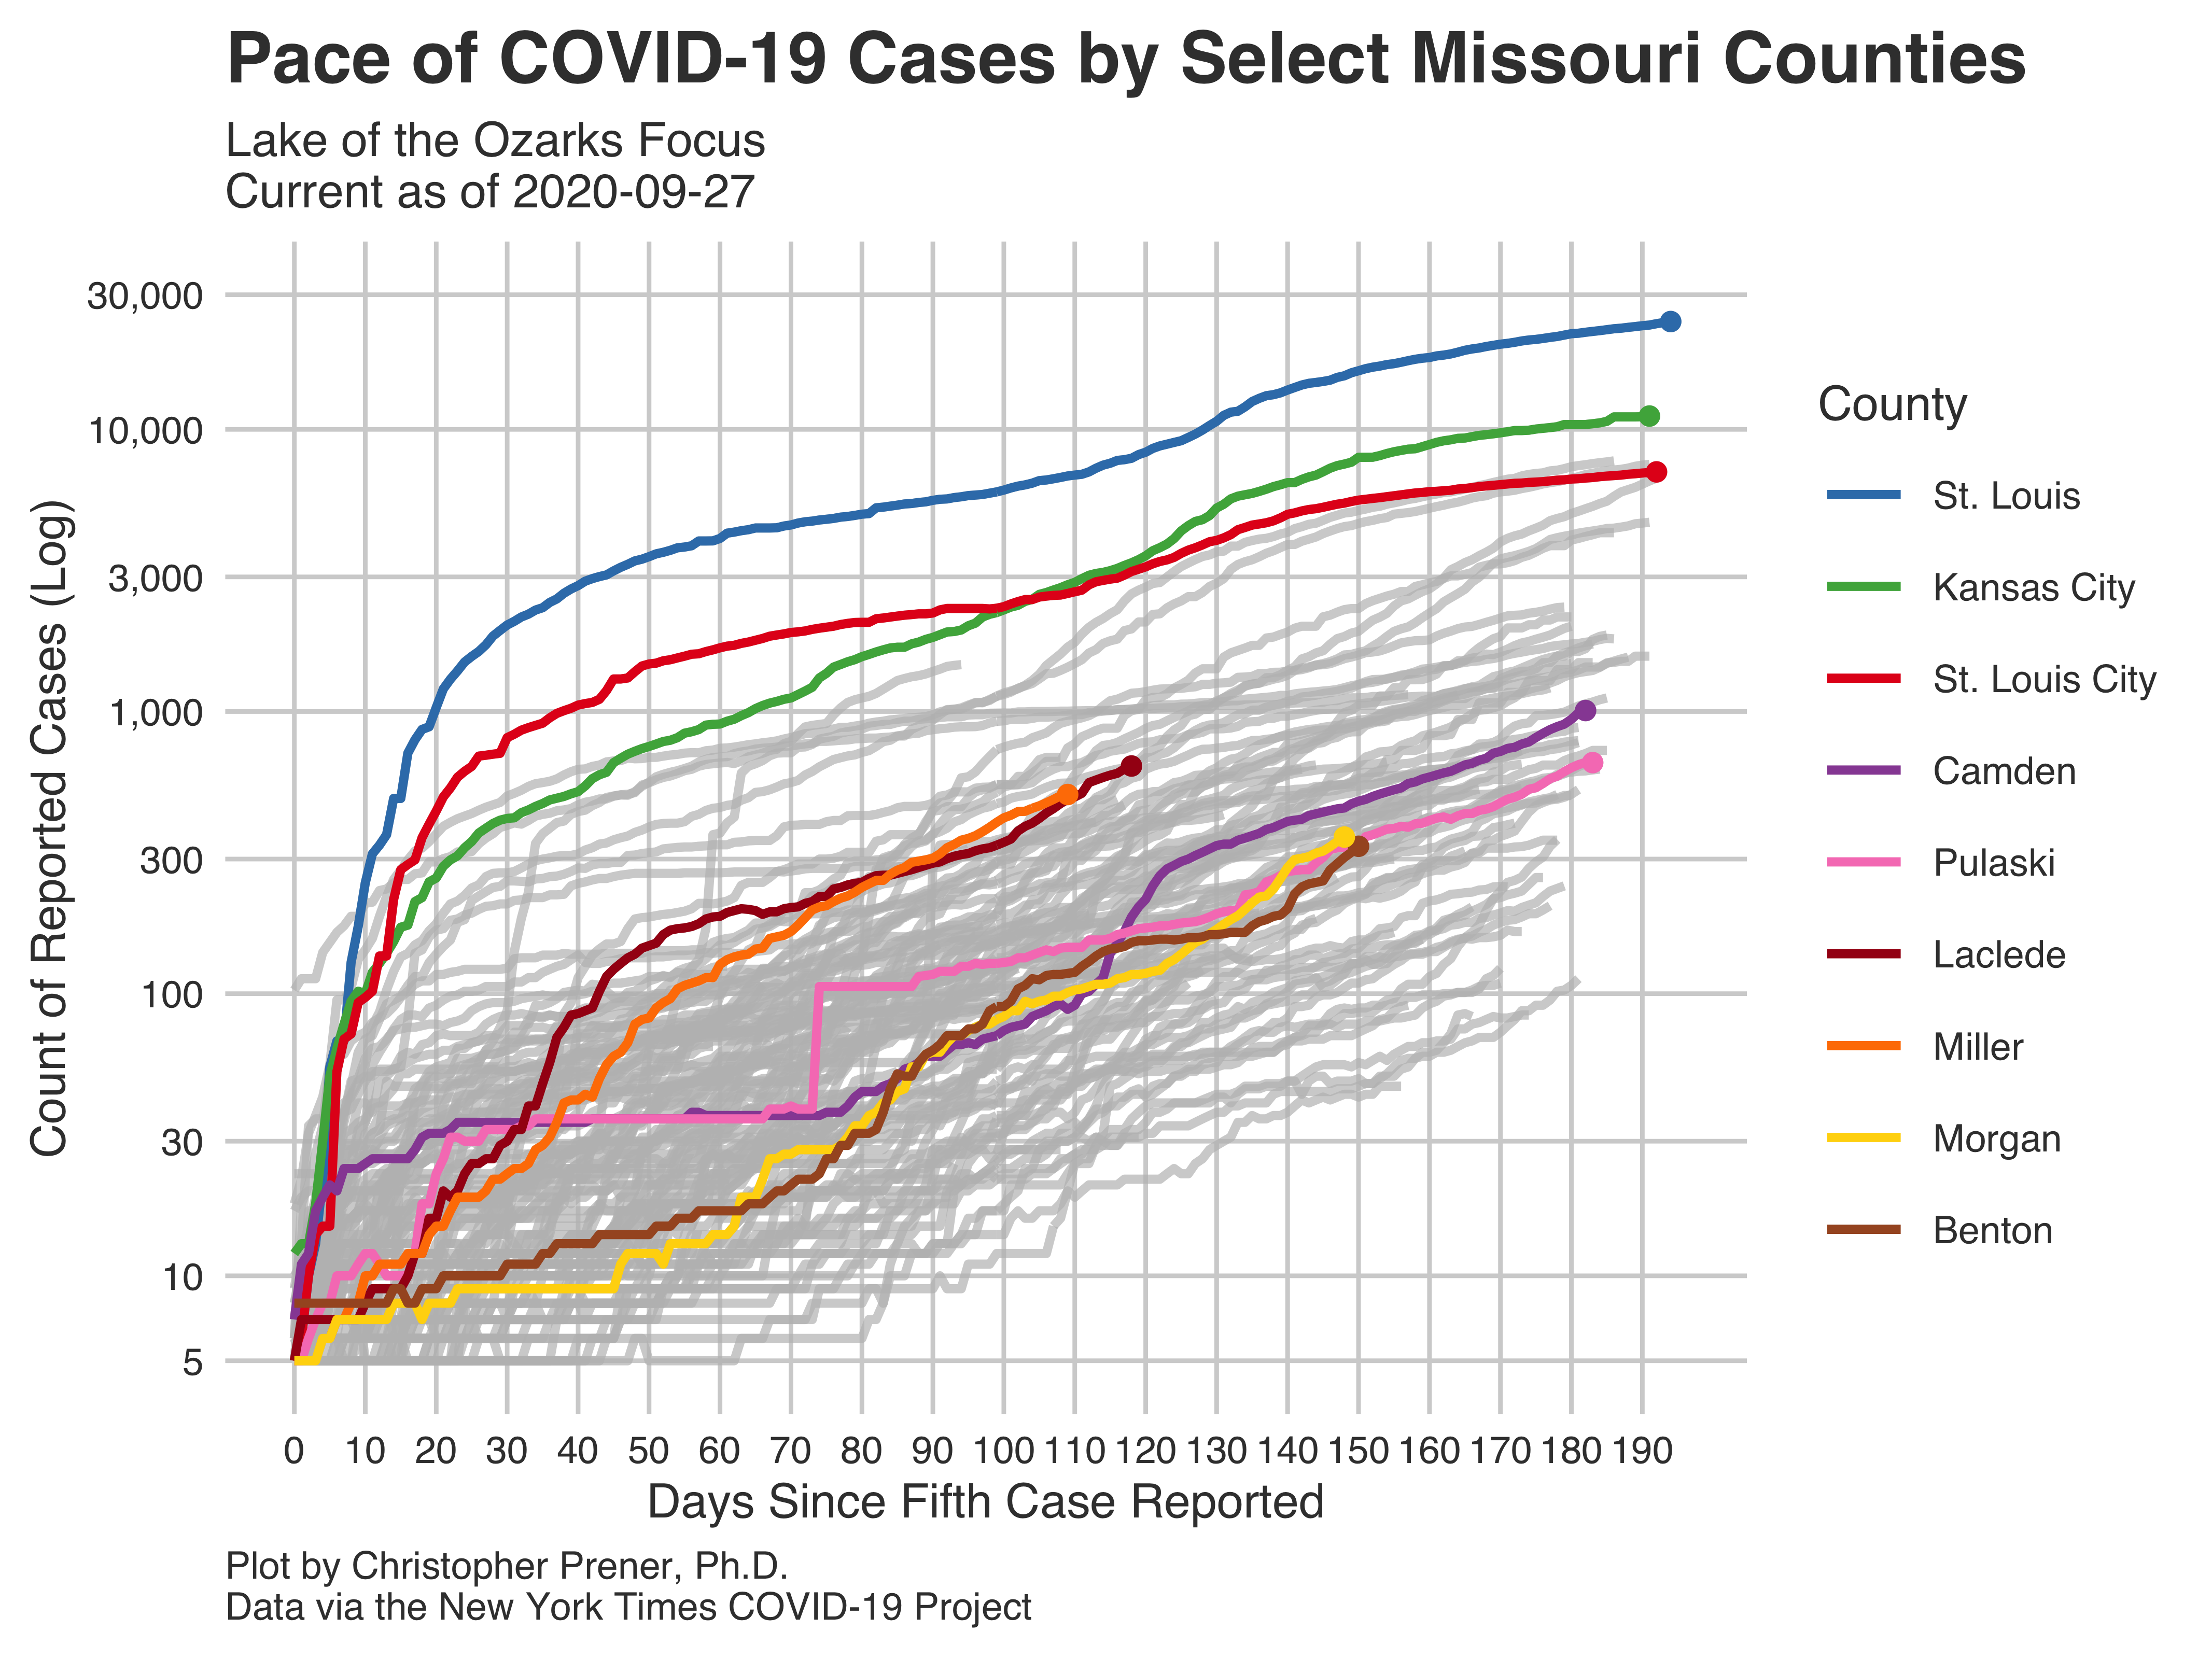 Pace of COVID-19 Cases by Select Missouri Counties
Lake of the Ozarks Focus
Current as of 2020-09-27
Count of Reported Cases (Log)
30,000
10,000
3,000
1,000
300
100
30
10
5
0 10 20 30 40 50 60 70 80 90 100 110 120 130 140 150 160 170 180 190
Days Since Fifth Case Reported
County
St. Louis
Kansas City
St. Louis City
Camden
Pulaski
Laclede
Miller
Morgan
Benton
Plot by Christopher Prener, Ph.D.
Data via the New York Times COVID-19 Project